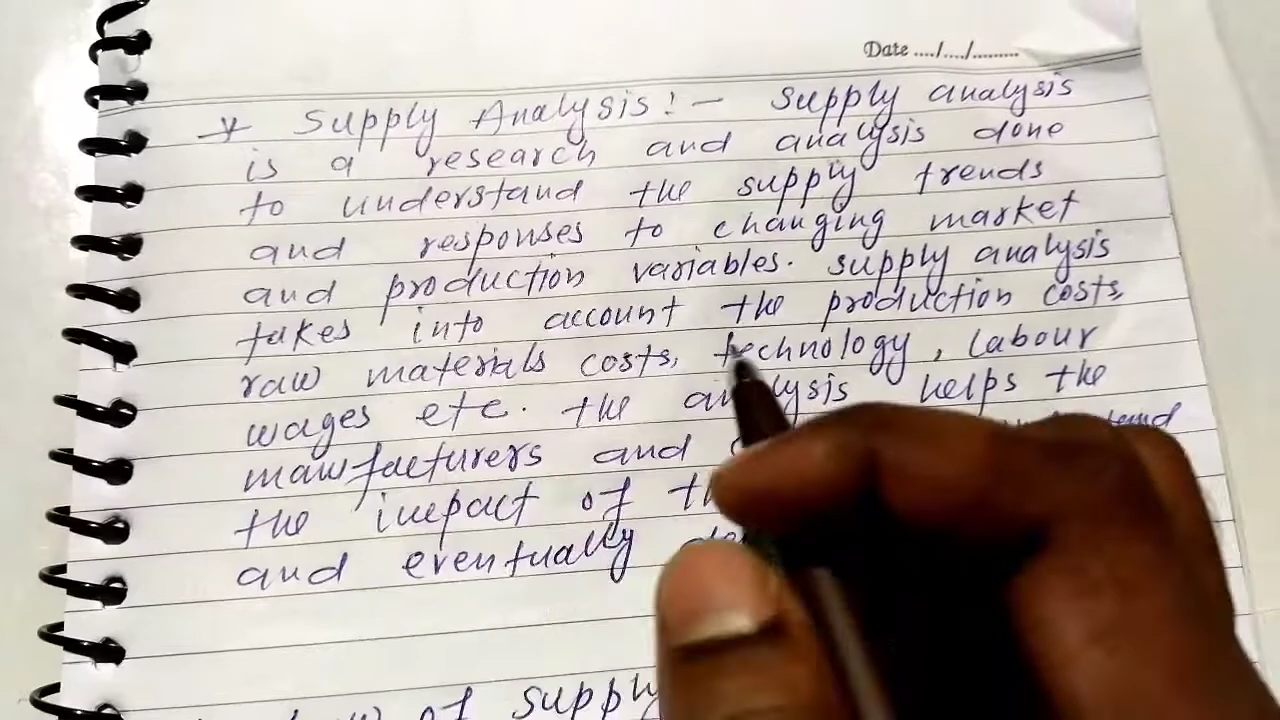 Date ..../..../.........
* Supply Analysis:- Supply analysis
is a research and analysis done
to understand the supply trends
and responses to changing market
and production variables. supply analysis
takes into account the production costs,
raw materials costs, technology, labour
wages etc. the analysis helps the
manufacturers and
the impact of
and eventually
of supply